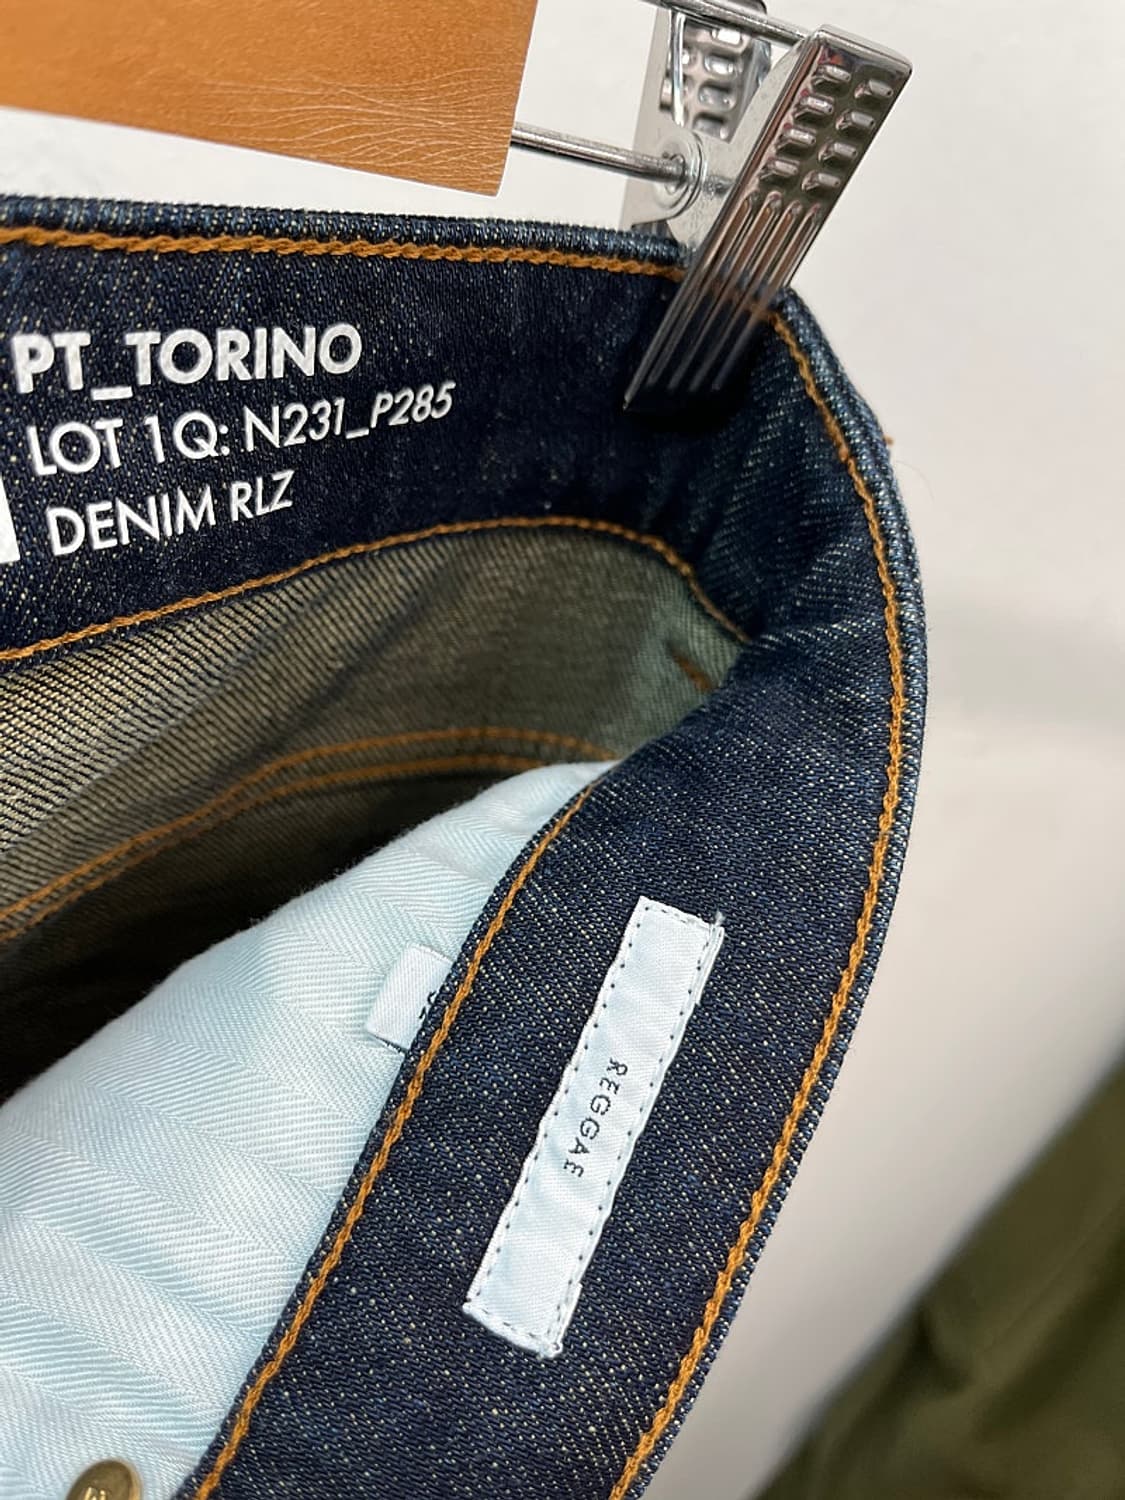 PT_TORINO
LOT 1Q: N231_P285
DENIM RLZ
REGGAE